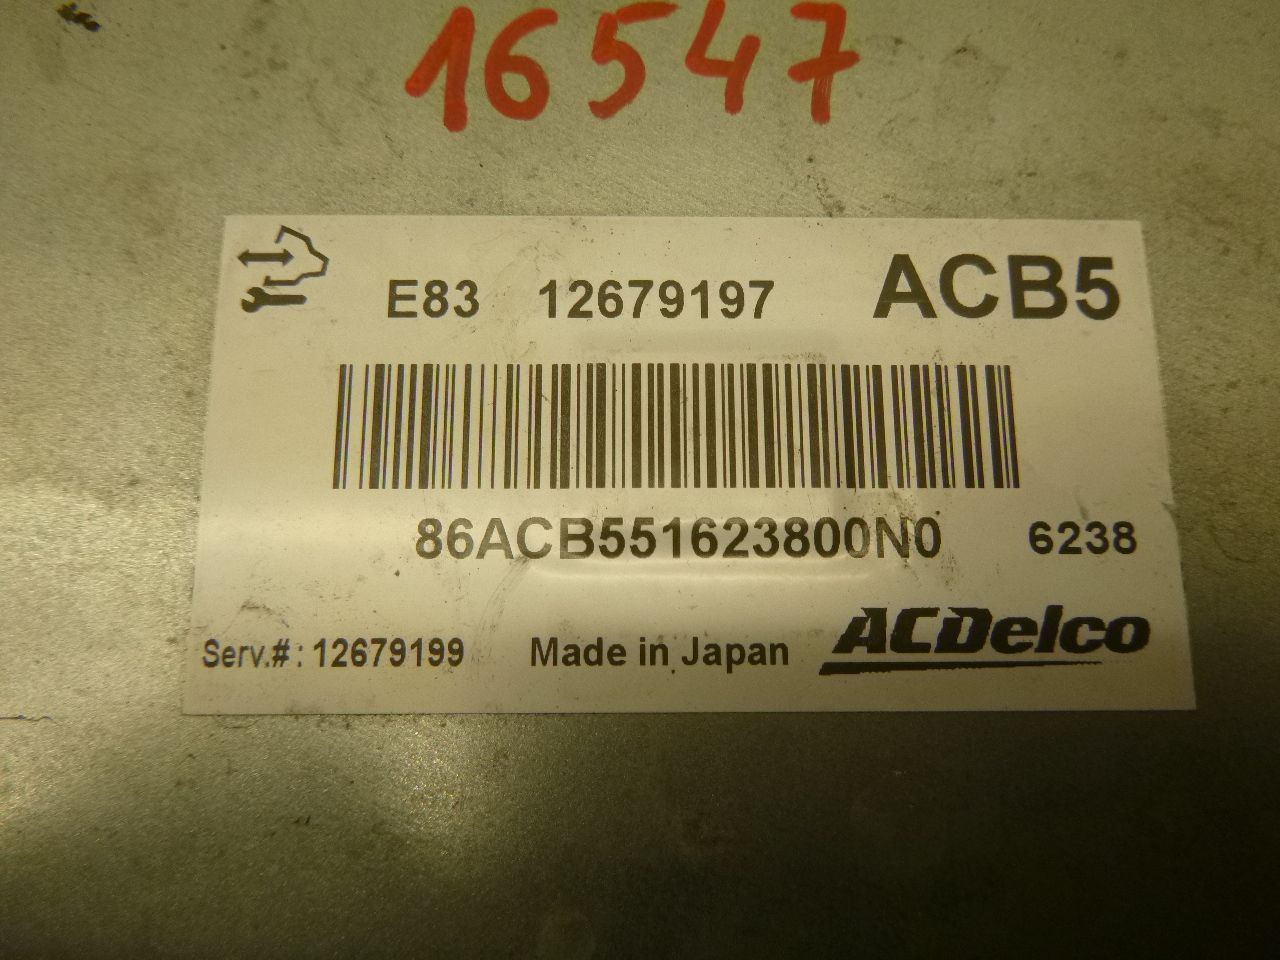 16547
E83 12679197 ACB5
86ACB551623800N0 6238
Serv.#: 12679199 Made in Japan ACDelco